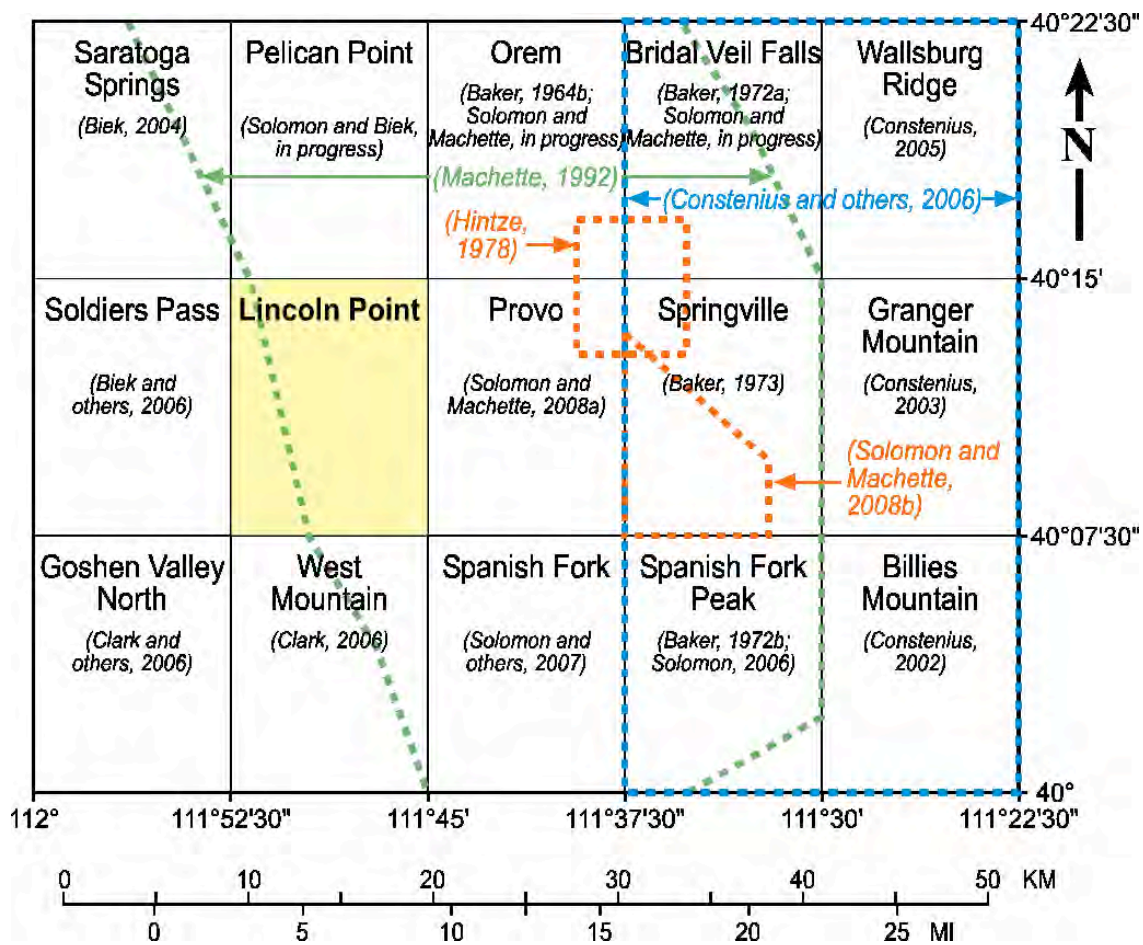 Saratoga
Springs
(Biek, 2004)
Pelican Point
(Solomon and Biek,
in progress)
Orem
(Baker, 1964b;
Solomon and
Machette, in progress)
Bridal Veil Falls
(Baker, 1972a;
Solomon and
Machette, in progress)
Wallsburg
Ridge
(Constenius,
2005)
40°22'30"
N
(Machette, 1992)
(Constenius and others, 2006)
(Hintze,
1978)
40°15'
Soldiers Pass
(Biek and
others, 2006)
Lincoln Point
Provo
(Solomon and
Machette, 2008a)
Springville
(Baker, 1973)
Granger
Mountain
(Constenius,
2003)
(Solomon and
Machette,
2008b)
40°07'30"
Goshen Valley
North
(Clark and
others, 2006)
West
Mountain
(Clark, 2006)
Spanish Fork
(Solomon and
others, 2007)
Spanish Fork
Peak
(Baker, 1972b;
Solomon, 2006)
Billies
Mountain
(Constenius,
2002)
40°
112° 111°52'30" 111°45' 111°37'30" 111°30' 111°22'30"
0 10 20 30 40 50 KM
0 5 10 15 20 25 MI